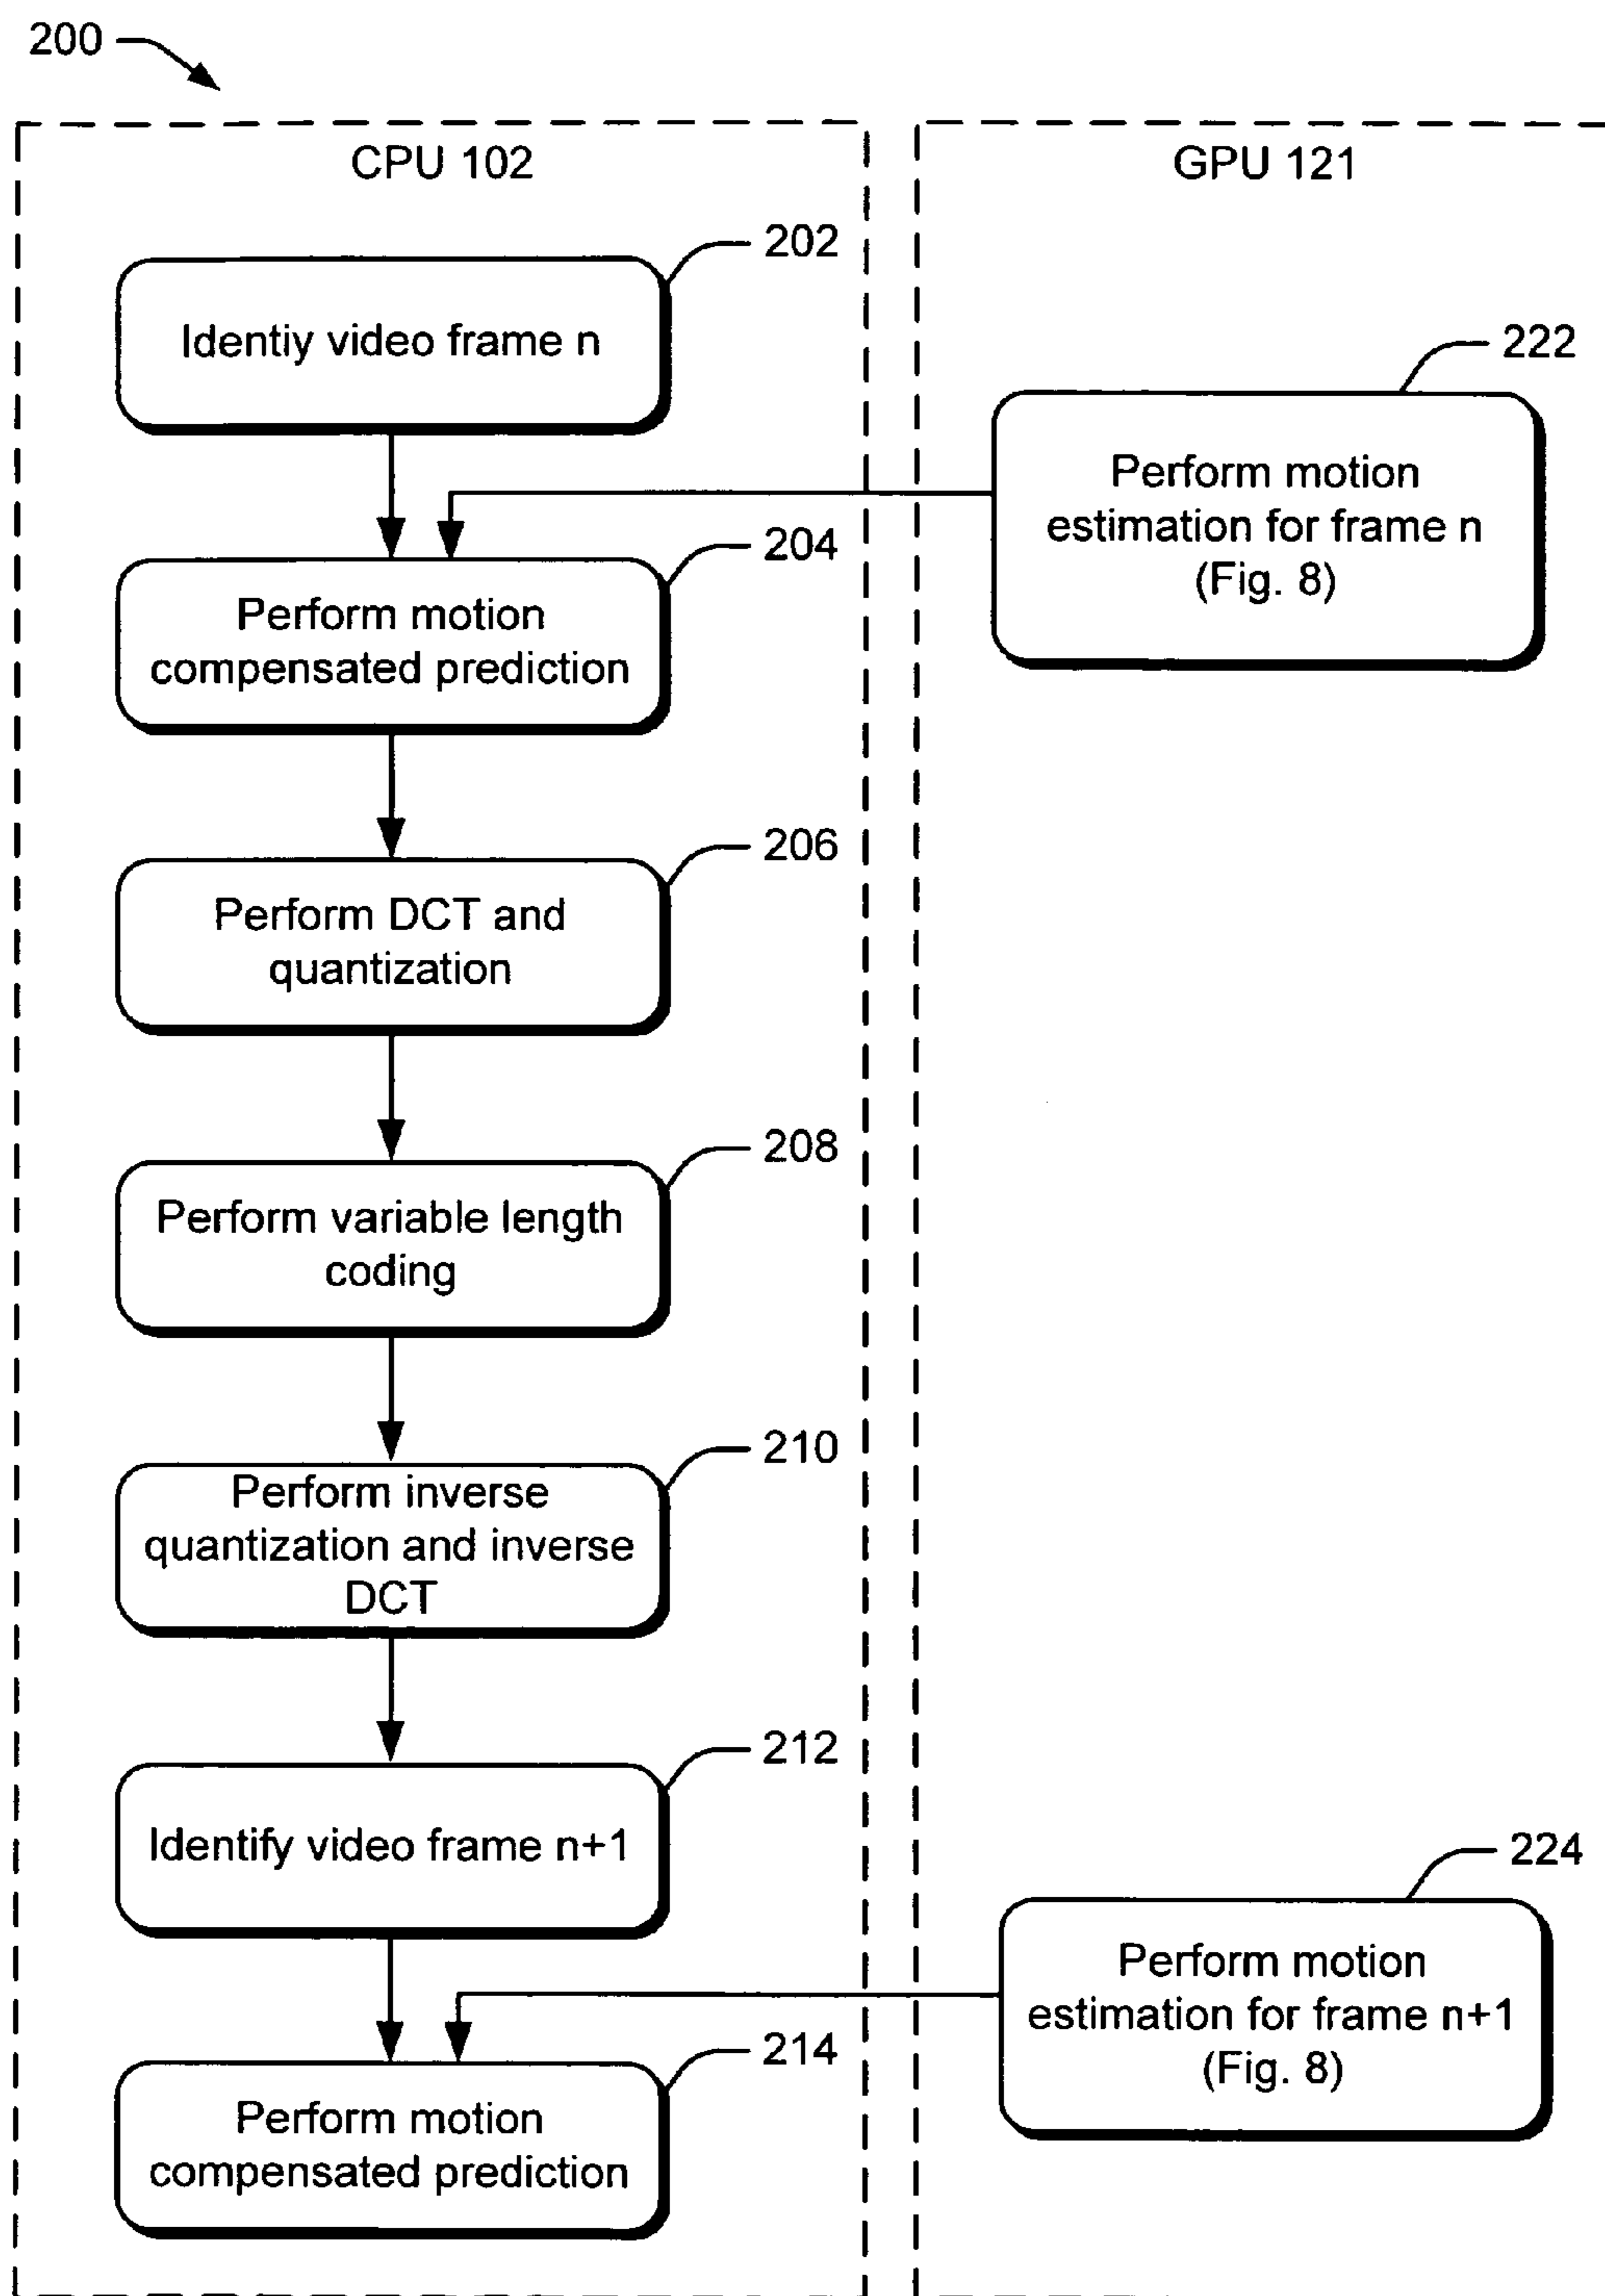 200
CPU 102
GPU 121
202
Identiy video frame n
222
Perform motion
estimation for frame n
(Fig. 8)
204
Perform motion
compensated prediction
206
Perform DCT and
quantization
208
Perform variable length
coding
210
Perform inverse
quantization and inverse
DCT
212
Identify video frame n+1
224
Perform motion
estimation for frame n+1
(Fig. 8)
214
Perform motion
compensated prediction